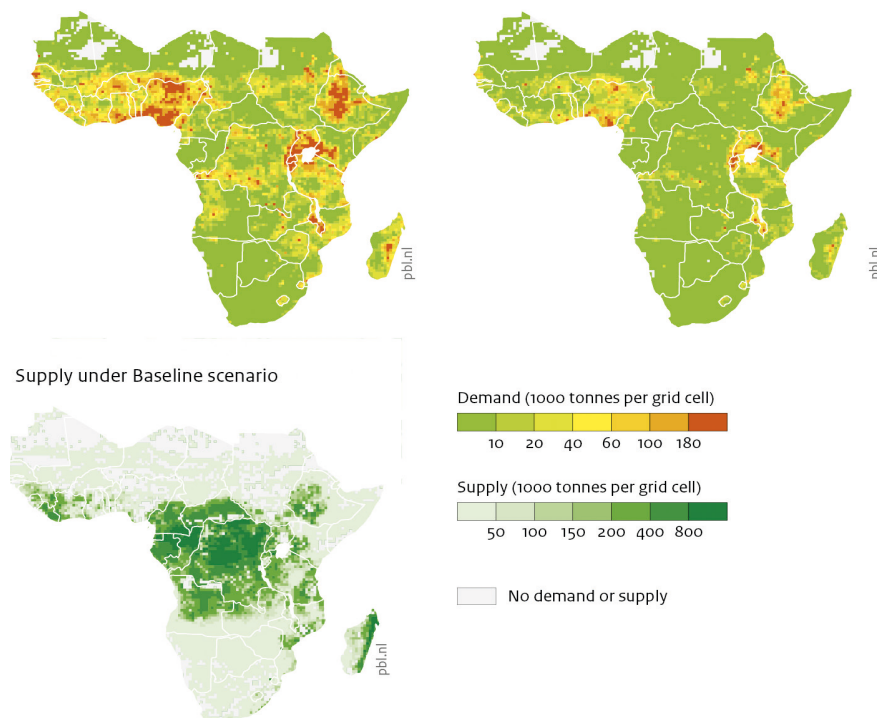 pbl.nl
pbl.nl
Supply under Baseline scenario
pbl.nl
Demand (1000 tonnes per grid cell)
10 20 40 60 100 180
Supply (1000 tonnes per grid cell)
50 100 150 200 400 800
No demand or supply